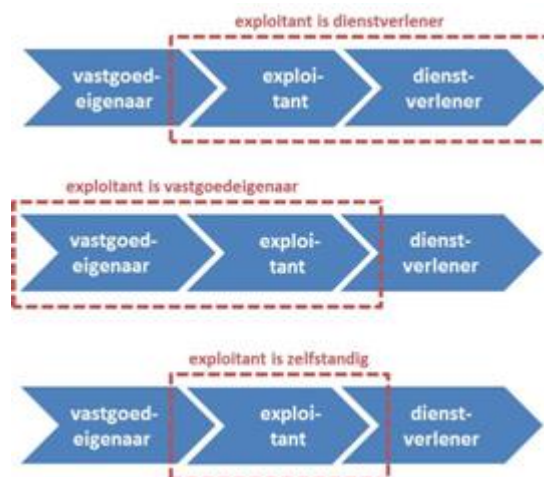 exploitant is dienstverlener
vastgoed-
eigenaar
exploi-
tant
dienst-
verlener
exploitant is vastgoedeigenaar
vastgoed-
eigenaar
exploi-
tant
dienst-
verlener
exploitant is zelfstandig
vastgoed-
eigenaar
exploi-
tant
dienst-
verlener